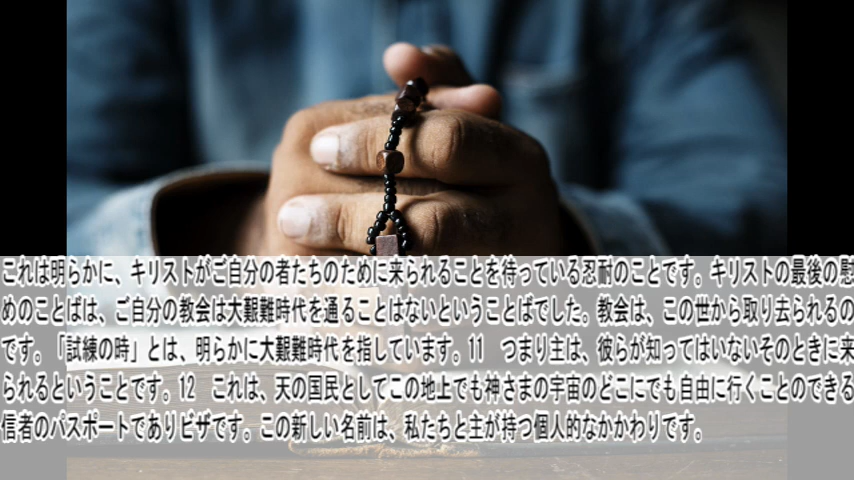 これは明らかに、キリストがご自分の者たちのために来られることを待っている忍耐のことです。キリストの最後の慰
めのことばは、ご自分の教会は大艱難時代を通ることはないということばでした。教会は、この世から取り去られるの
です。「試練の時」とは、明らかに大艱難時代を指しています。11　つまり主は、彼らが知ってはいないそのときに来
られるということです。12　これは、天の国民としてこの地上でも神さまの宇宙のどこにでも自由に行くことのできる
信者のパスポートでありビザです。この新しい名前は、私たちと主が持つ個人的なかかわりです。